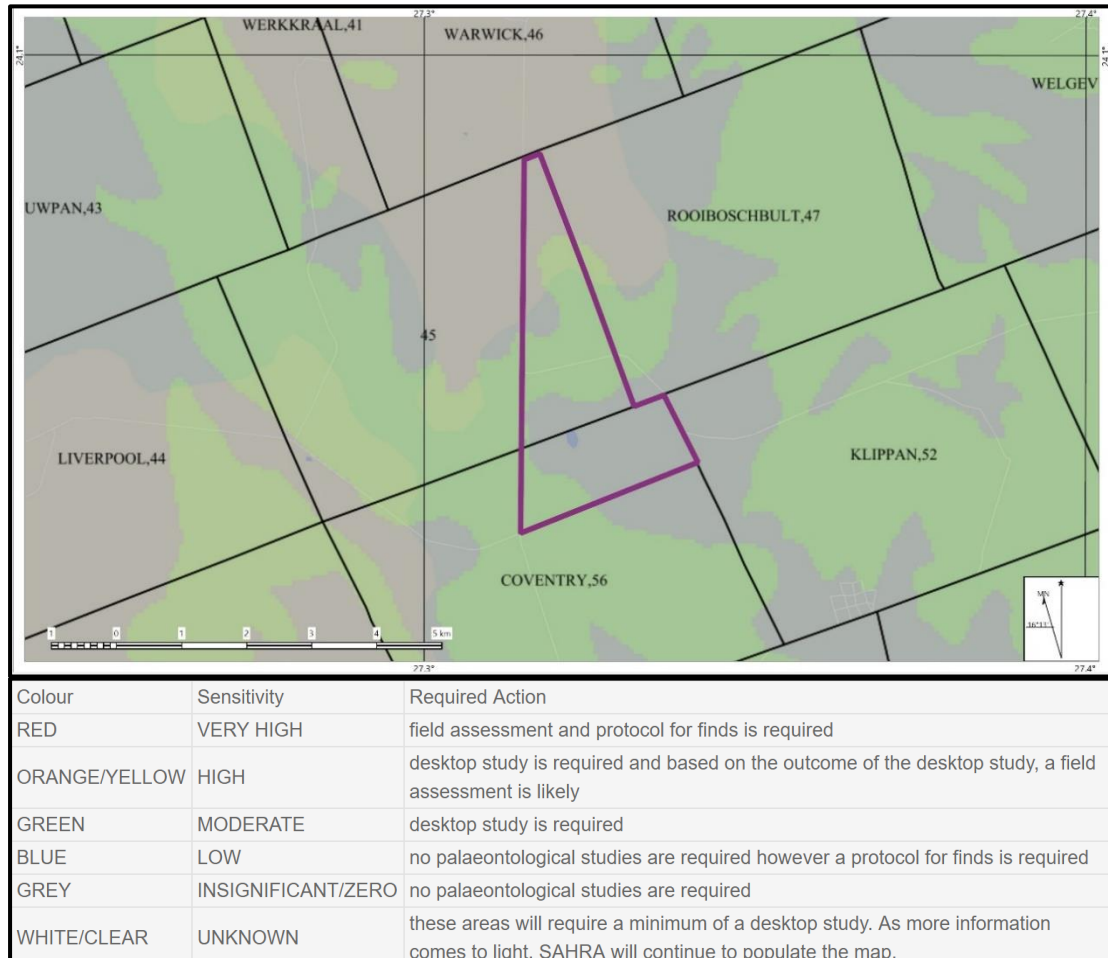 27.3°
27.4°
WERKKRAAL,41
WARWICK,46
24.1°
24.1°
WELGEV
UWPAN,43
ROOIBOSCHBULT,47
45
LIVERPOOL,44
KLIPPAN,52
COVENTRY,56
MN
16°11'
1 0 1 2 3 4 5 km
27.3°
27.4°
Colour Sensitivity Required Action
RED VERY HIGH field assessment and protocol for finds is required
ORANGE/YELLOW HIGH desktop study is required and based on the outcome of the desktop study, a field
assessment is likely
GREEN MODERATE desktop study is required
BLUE LOW no palaeontological studies are required however a protocol for finds is required
GREY INSIGNIFICANT/ZERO no palaeontological studies are required
WHITE/CLEAR UNKNOWN these areas will require a minimum of a desktop study. As more information
comes to light, SAHRA will continue to populate the map.